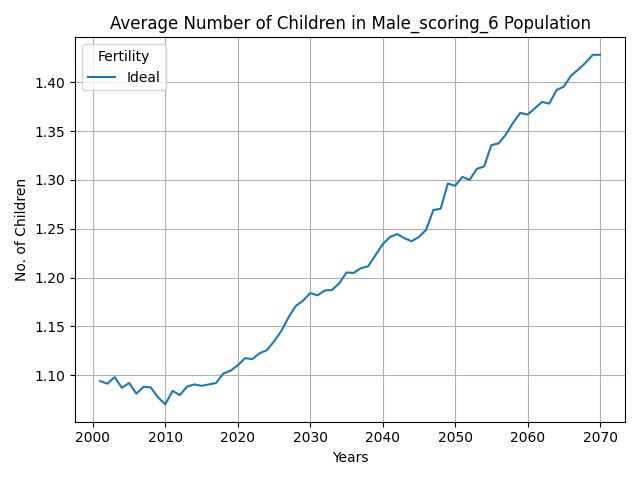 Average Number of Children in Male_scoring_6 Population
Fertility
Ideal
No. of Children
1.40
1.35
1.30
1.25
1.20
1.15
1.10
2000 2010 2020 2030 2040 2050 2060 2070
Years